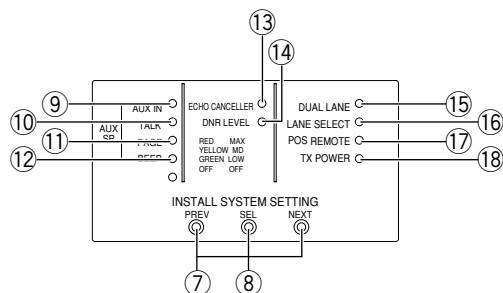 ⑬
⑭
⑨ AUX IN ECHO CANCELLER DUAL LANE ⑮
⑩ TALK DNR LEVEL LANE SELECT ⑯
AUX SP
⑪ PAGE RED MAX POS REMOTE ⑰
YELLOW MD
⑫ BEEP GREEN LOW TX POWER ⑱
OFF OFF
INSTALL SYSTEM SETTING
PREV SEL NEXT
⑦ ⑧